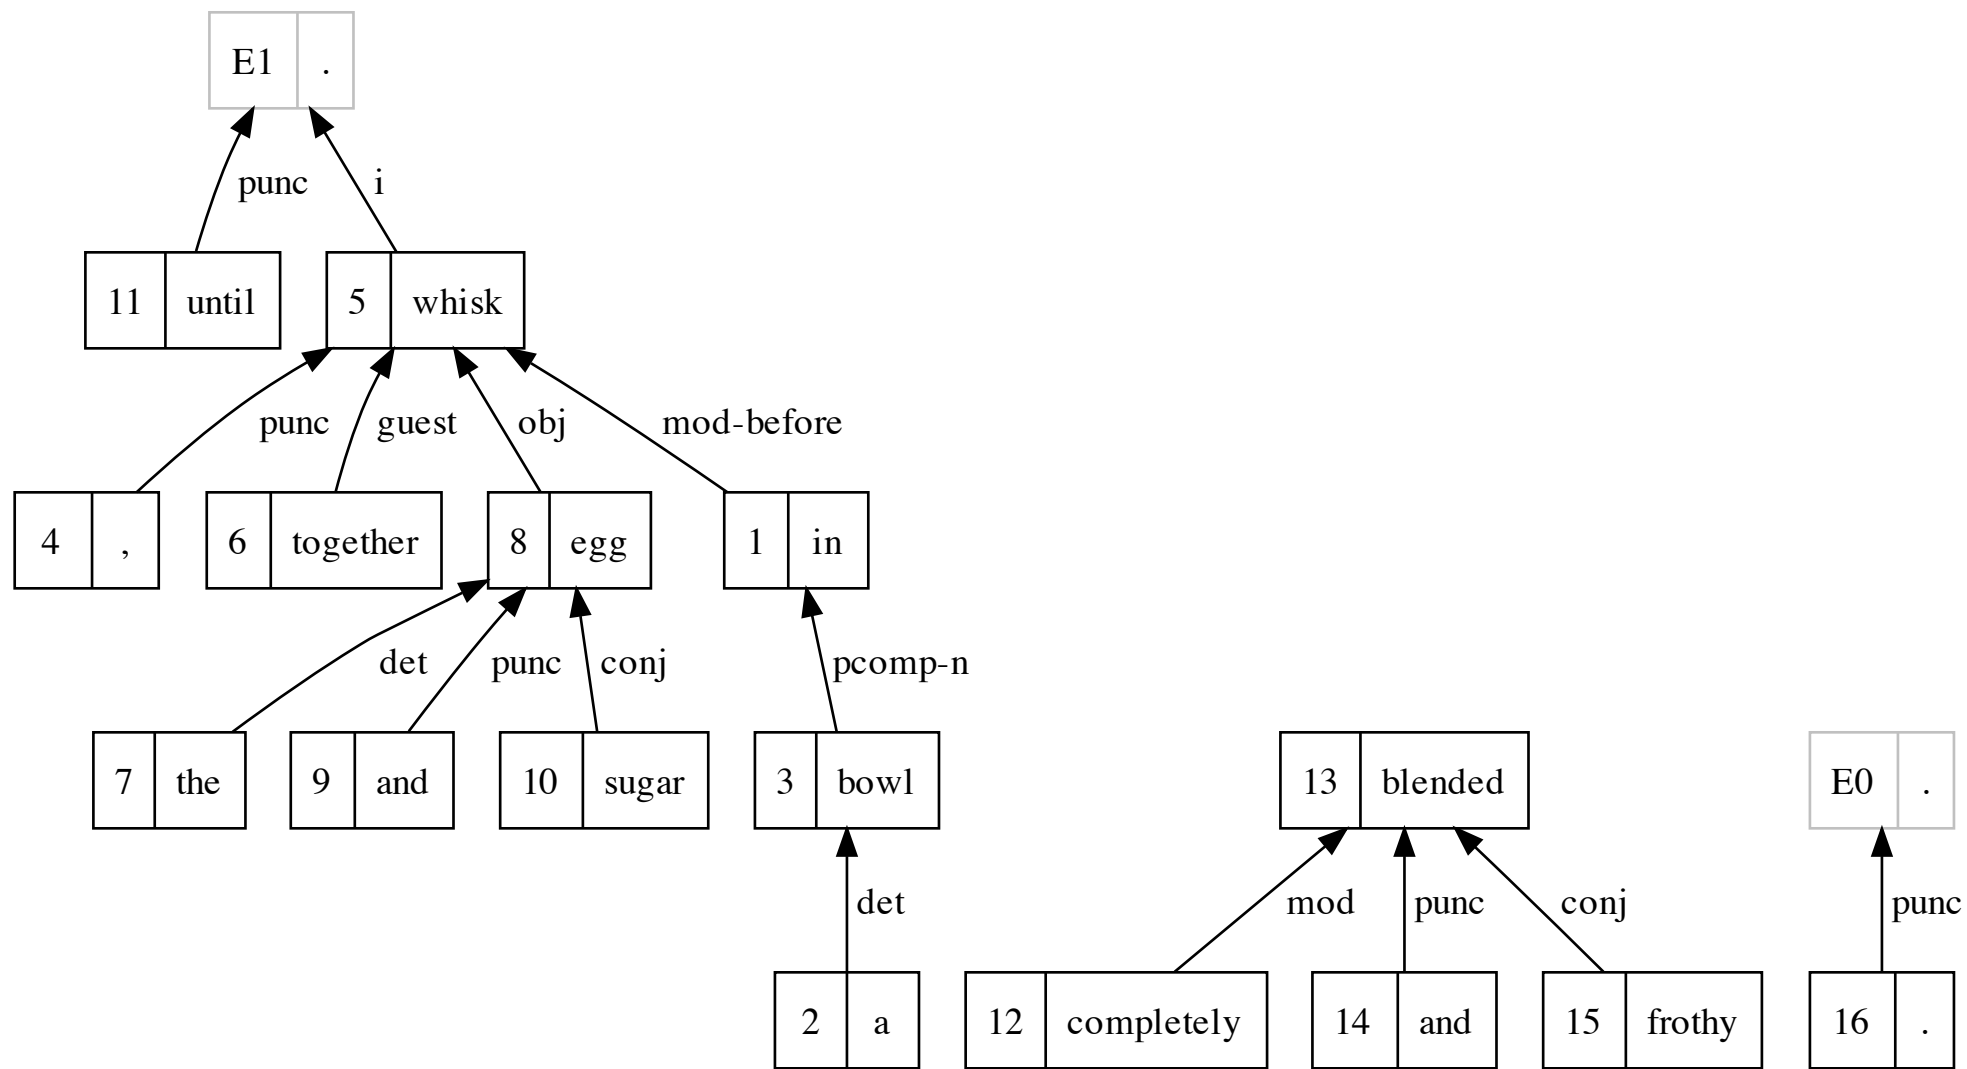 E1 .
punc i
11 until 5 whisk
punc guest obj mod-before
4 , 6 together 8 egg 1 in
det punc conj pcomp-n
7 the 9 and 10 sugar 3 bowl 13 blended E0 .
det mod punc conj punc
2 a 12 completely 14 and 15 frothy 16 .